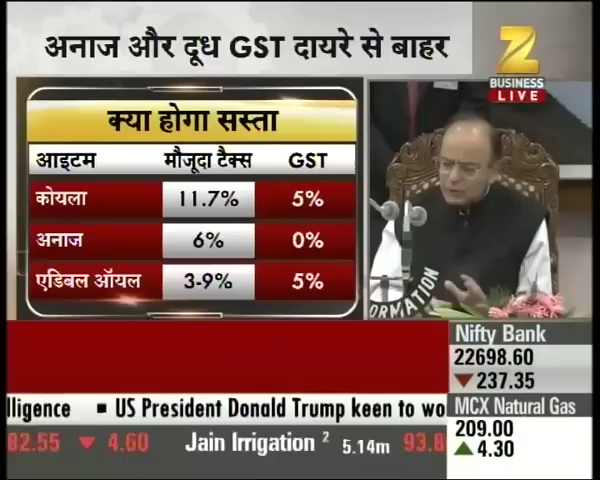 अनाज और दूध GST दायरे से बाहर
Z
BUSINESS
LIVE
क्या होगा सस्ता
आइटम मौजूदा टैक्स GST
कोयला 11.7% 5%
अनाज 6% 0%
एडिबल ऑयल 3-9% 5%
ORMATION
Nifty Bank
22698.60
▼ 237.35
lligence ▪ US President Donald Trump keen to wo
MCX Natural Gas
209.00
▲ 4.30
82.55 ▼ 4.60 Jain Irrigation 2 5.14m 93.8